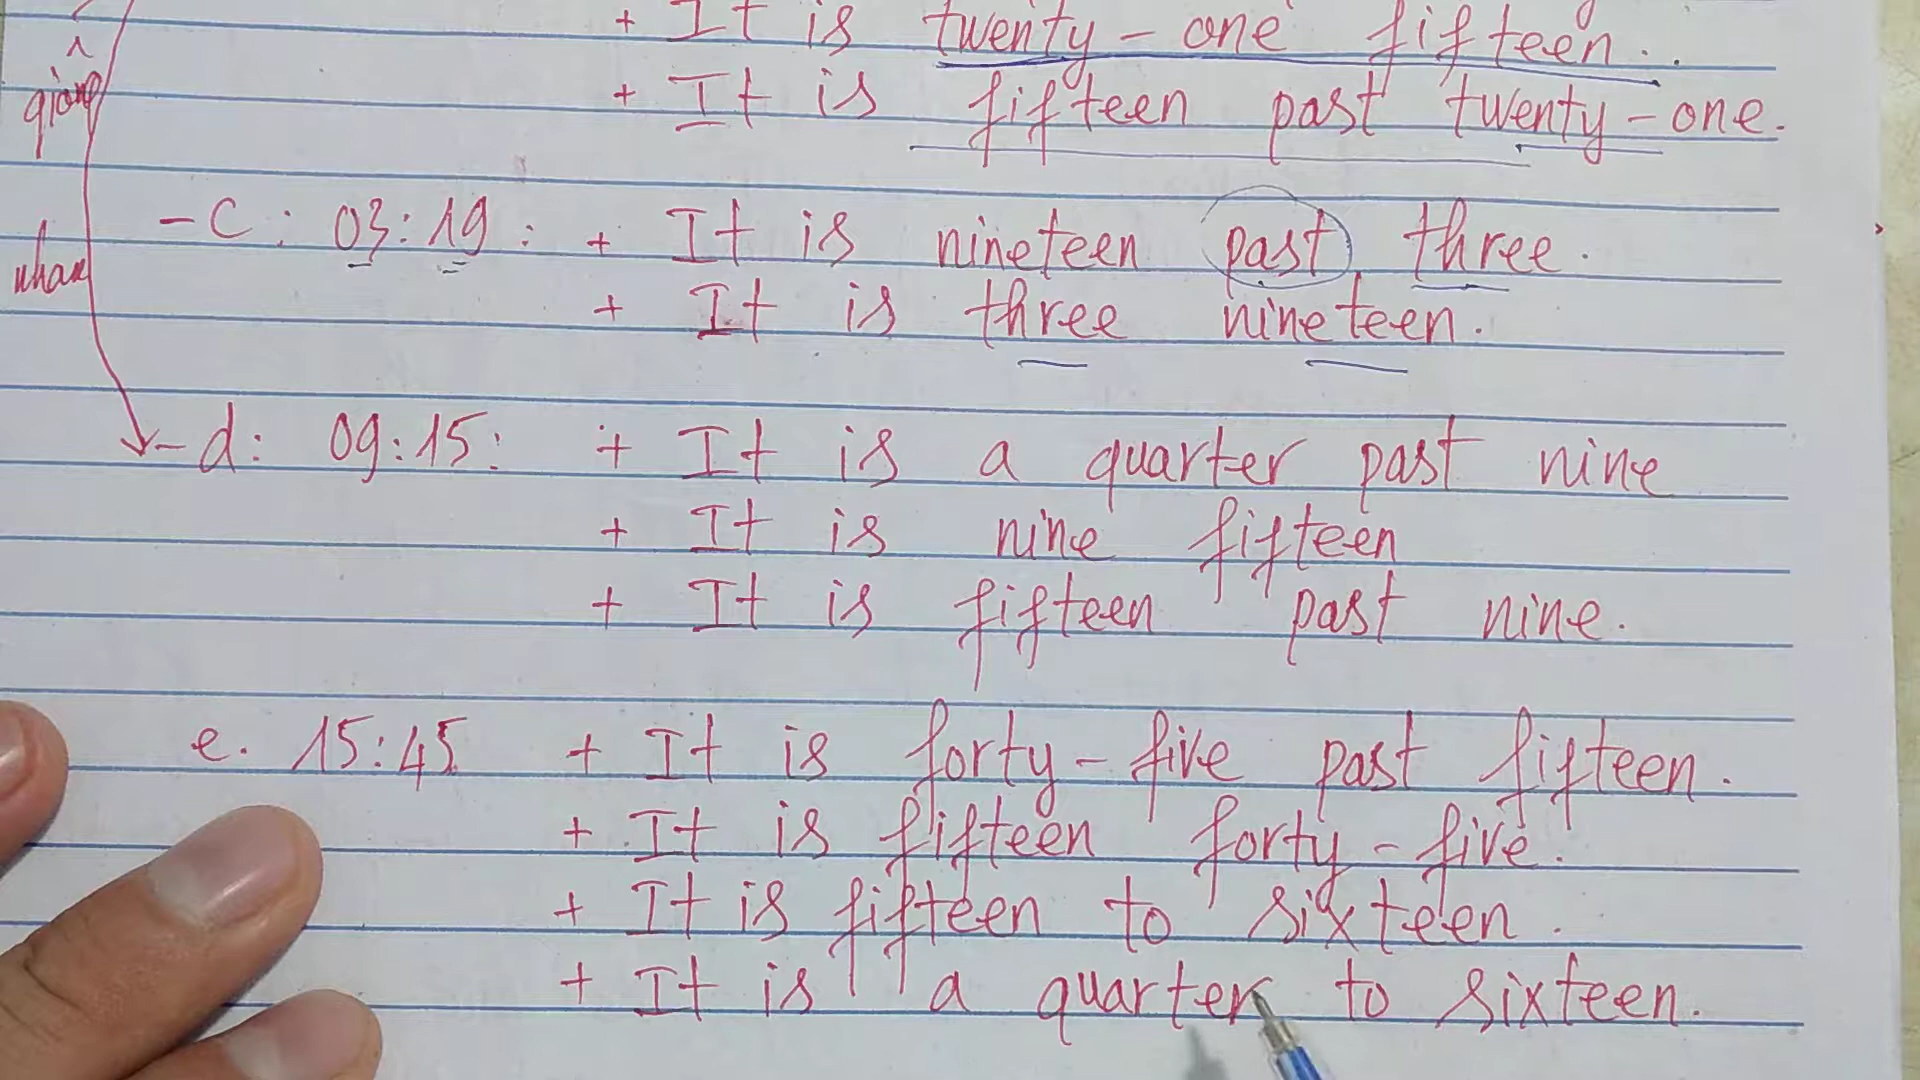 + It is twenty-one fifteen.
+ It is fifteen past twenty-one.
giống
nhau
-C: 03:19: + It is nineteen past three.
+ It is three nineteen.
-d: 09:15: + It is a quarter past nine
+ It is nine fifteen
+ It is fifteen past nine.
e. 15:45 + It is forty-five past fifteen.
+ It is fifteen forty-five.
+ It is fifteen to sixteen.
+ It is a quarter to sixteen.